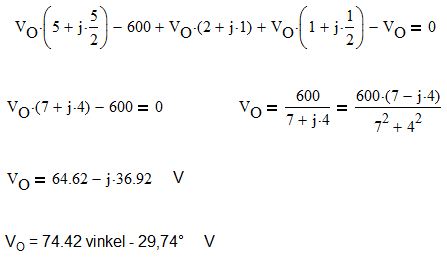 V_O·(5 + j·5/2) − 600 + V_O·(2 + j·1) + V_O·(1 + j·1/2) − V_O = 0
V_O·(7 + j·4) − 600 = 0 V_O = 600/(7 + j·4) = 600·(7 − j·4)/(7² + 4²)
V_O = 64.62 − j·36.92 V
V_O = 74.42 vinkel - 29,74° V